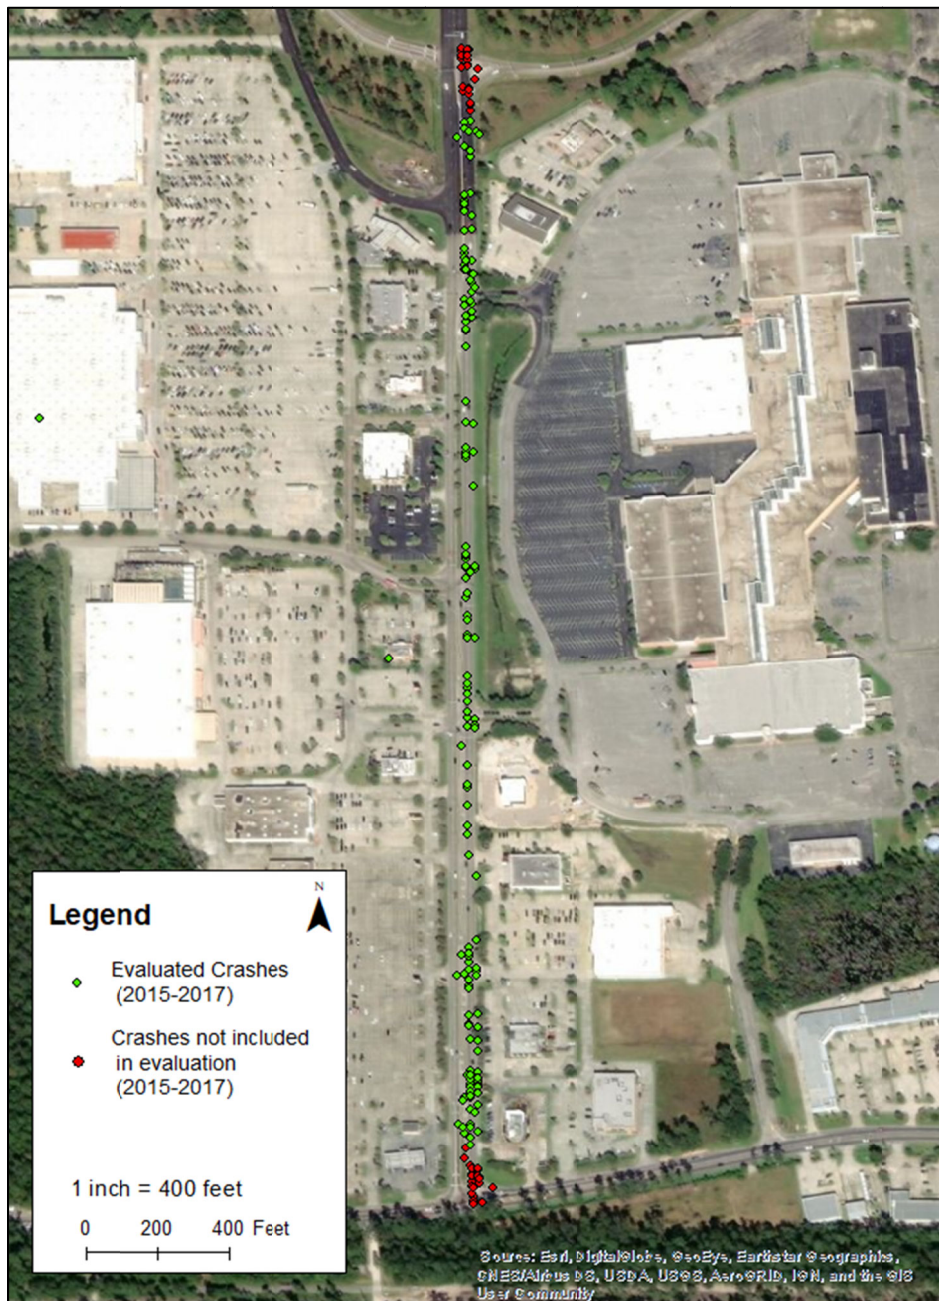 Legend
N
Evaluated Crashes
(2015-2017)
Crashes not included
in evaluation
(2015-2017)
1 inch = 400 feet
0 200 400 Feet
Source: Esri, DigitalGlobe, GeoEye, Earthstar Geographics,
CNES/Airbus DS, USDA, USGS, AeroGRID, IGN, and the GIS
User Community